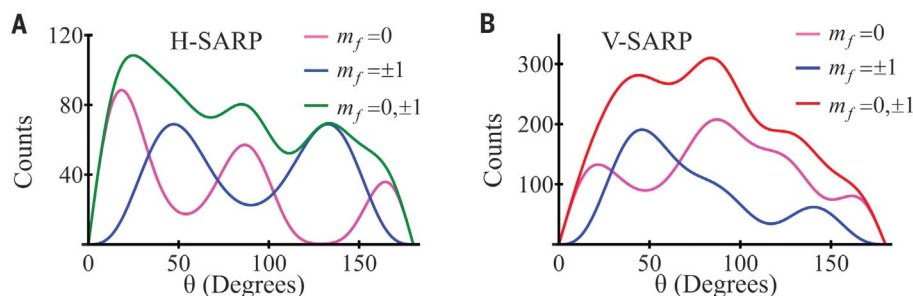 A
H-SARP
m_f=0
m_f=±1
m_f=0,±1
120
80
40
Counts
0
50
100
150
θ (Degrees)
B
V-SARP
m_f=0
m_f=±1
m_f=0,±1
300
200
100
Counts
0
50
100
150
θ (Degrees)